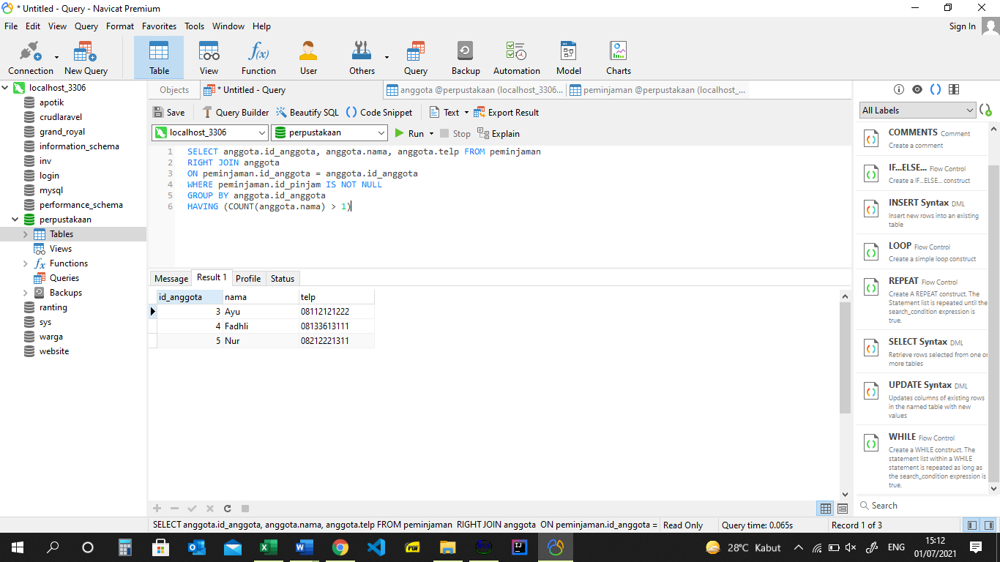 * Untitled - Query - Navicat Premium
File Edit View Query Format Favorites Tools Window Help
Sign In
Connection New Query Table View Function User Others Query Backup Automation Model Charts
localhost_3306
apotik
crudlaravel
grand_royal
information_schema
inv
login
mysql
performance_schema
perpustakaan
Tables
Views
Functions
Queries
Backups
ranting
sys
warga
website
Objects * Untitled - Query anggota @perpustakaan (localhost_3306... peminjaman @perpustakaan (localhost_...
Save Query Builder Beautify SQL Code Snippet Text Export Result
localhost_3306 perpustakaan Run Stop Explain
1 SELECT anggota.id_anggota, anggota.nama, anggota.telp FROM peminjaman
2 RIGHT JOIN anggota
3 ON peminjaman.id_anggota = anggota.id_anggota
4 WHERE peminjaman.id_pinjam IS NOT NULL
5 GROUP BY anggota.id_anggota
6 HAVING (COUNT(anggota.nama) > 1)
Message Result 1 Profile Status
id_anggota nama telp
3 Ayu 08112121222
4 Fadhli 08133613111
5 Nur 08212221311
All Labels
COMMENTS Comment
Create a comment
IF...ELSE... Flow Control
Create a IF...ELSE... construct
INSERT Syntax DML
Insert new rows into an existing
table
LOOP Flow Control
Create a simple loop construct
REPEAT Flow Control
Create A REPEAT construct. The
Statement list is repeated until the
search_condition expression is
true.
SELECT Syntax DML
Retrieve rows selected from one or
more tables
UPDATE Syntax DML
Updates columns of existing rows
in the named table with new
values
WHILE Flow Control
Create a WHILE construct. The
statement list within a WHILE
statement is repeated as long as
the search_condition expression is
true.
Search
SELECT anggota.id_anggota, anggota.nama, anggota.telp FROM peminjaman RIGHT JOIN anggota ON peminjaman.id_anggota = Read Only Query time: 0.065s Record 1 of 3
28°C Kabut ENG 15:12
01/07/2021